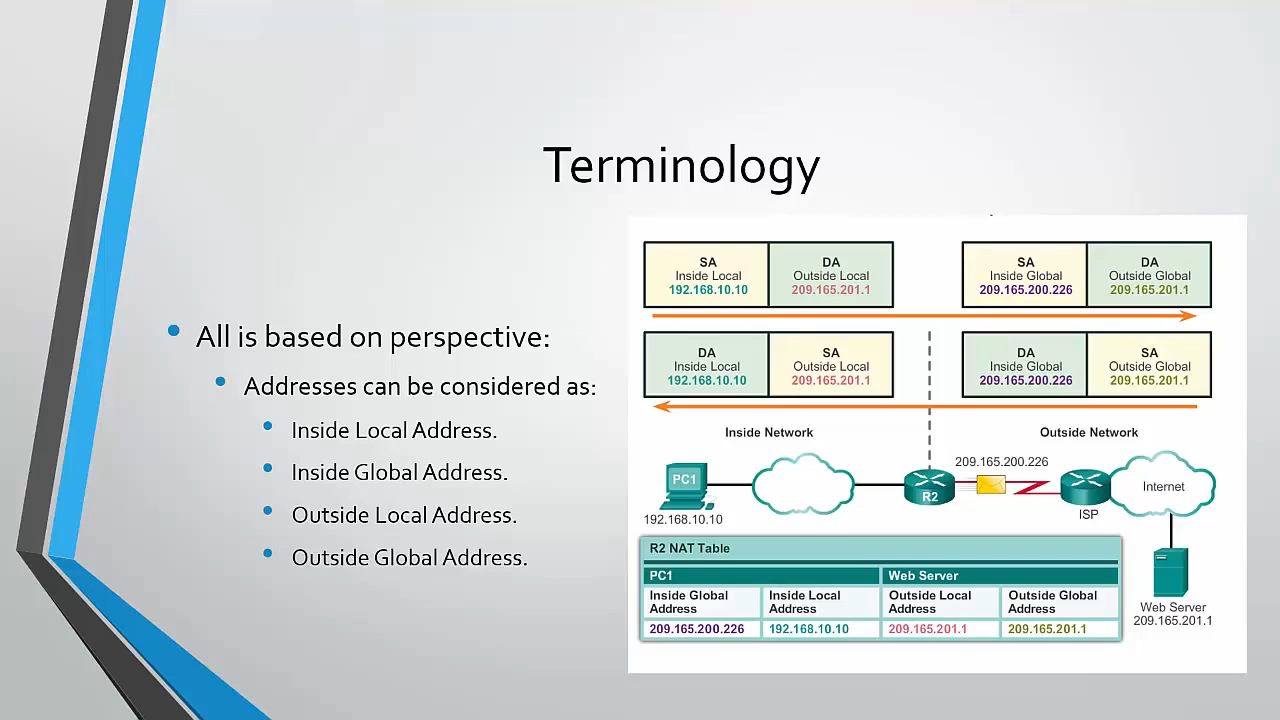 Terminology
All is based on perspective:
Addresses can be considered as:
Inside Local Address.
Inside Global Address.
Outside Local Address.
Outside Global Address.
SA
Inside Local
192.168.10.10
DA
Outside Local
209.165.201.1
SA
Inside Global
209.165.200.226
DA
Outside Global
209.165.201.1
DA
Inside Local
192.168.10.10
SA
Outside Local
209.165.201.1
DA
Inside Global
209.165.200.226
SA
Outside Global
209.165.201.1
Inside Network
Outside Network
209.165.200.226
PC1
R2
Internet
192.168.10.10
ISP
R2 NAT Table
PC1 Web Server
Inside Global Address
Inside Local Address
Outside Local Address
Outside Global Address
209.165.200.226 192.168.10.10 209.165.201.1 209.165.201.1
Web Server
209.165.201.1